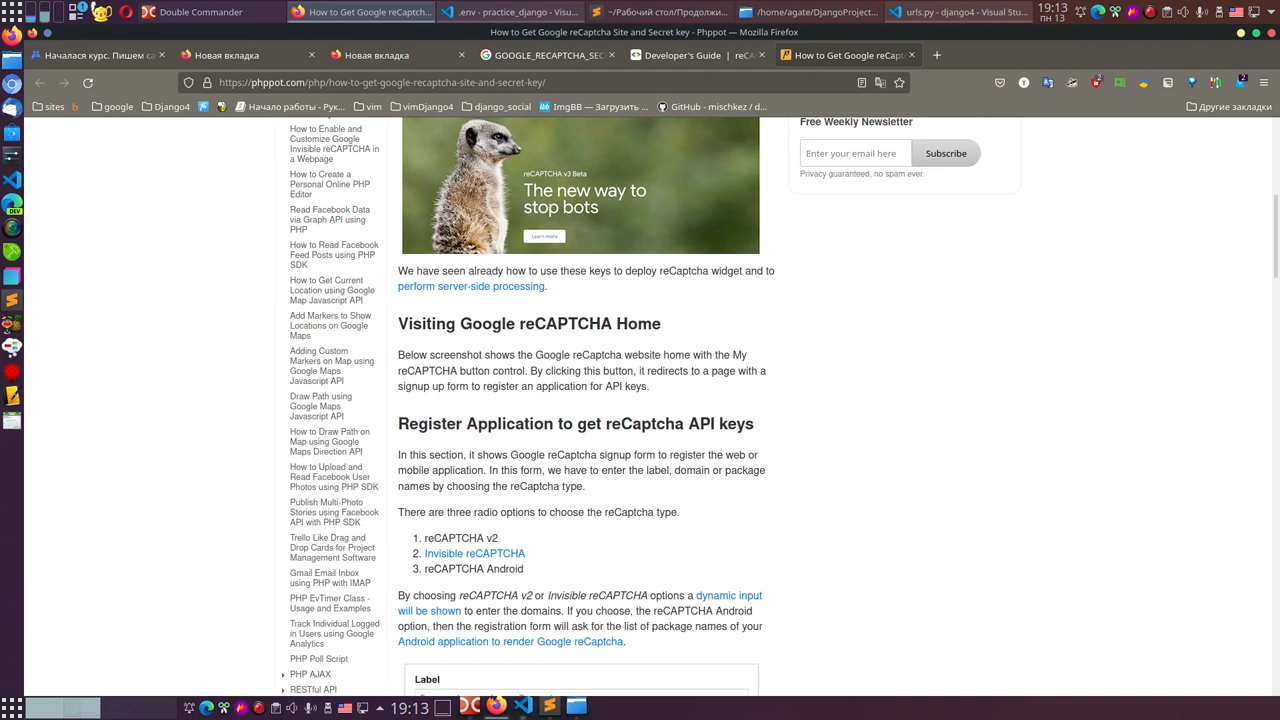 Double Commander
How to Get Google reCaptch...
.env - practice_django - Visu...
~/Рабочий стол/Продолжи...
/home/agate/DjangoProject...
urls.py - django4 - Visual Stu...
19:13
пн 13
How to Get Google reCaptcha Site and Secret key - Phppot — Mozilla Firefox
Началася курс. Пишем са
Новая вкладка
Новая вкладка
GOOGLE_RECAPTCHA_SEC
Developer's Guide | reCA
How to Get Google reCapt
https://phppot.com/php/how-to-get-google-recaptcha-site-and-secret-key/
sites
google
Django4
Начало работы - Рук...
vim
vimDjango4
django_social
ImgBB — Загрузить ...
GitHub - mischkez / d...
Другие закладки
How to Enable and
Customize Google
Invisible reCAPTCHA in
a Webpage
How to Create a
Personal Online PHP
Editor
Read Facebook Data
via Graph API using
PHP
How to Read Facebook
Feed Posts using PHP
SDK
How to Get Current
Location using Google
Map Javascript API
Add Markers to Show
Locations on Google
Maps
Adding Custom
Markers on Map using
Google Maps
Javascript API
Draw Path using
Google Maps
Javascript API
How to Draw Path on
Map using Google
Maps Direction API
How to Upload and
Read Facebook User
Photos using PHP SDK
Publish Multi-Photo
Stories using Facebook
API with PHP SDK
Trello Like Drag and
Drop Cards for Project
Management Software
Gmail Email Inbox
using PHP with IMAP
PHP EvTimer Class -
Usage and Examples
Track Individual Logged
in Users using Google
Analytics
PHP Poll Script
PHP AJAX
RESTful API
reCAPTCHA v3 Beta
The new way to
stop bots
Learn more
We have seen already how to use these keys to deploy reCaptcha widget and to
perform server-side processing.
Visiting Google reCAPTCHA Home
Below screenshot shows the Google reCaptcha website home with the My
reCAPTCHA button control. By clicking this button, it redirects to a page with a
signup up form to register an application for API keys.
Register Application to get reCaptcha API keys
In this section, it shows Google reCaptcha signup form to register the web or
mobile application. In this form, we have to enter the label, domain or package
names by choosing the reCaptcha type.
There are three radio options to choose the reCaptcha type.
1. reCAPTCHA v2
2. Invisible reCAPTCHA
3. reCAPTCHA Android
By choosing reCAPTCHA v2 or Invisible reCAPTCHA options a dynamic input
will be shown to enter the domains. If you choose, the reCAPTCHA Android
option, then the registration form will ask for the list of package names of your
Android application to render Google reCaptcha.
Label
Free Weekly Newsletter
Enter your email here
Subscribe
Privacy guaranteed, no spam ever.
19:13